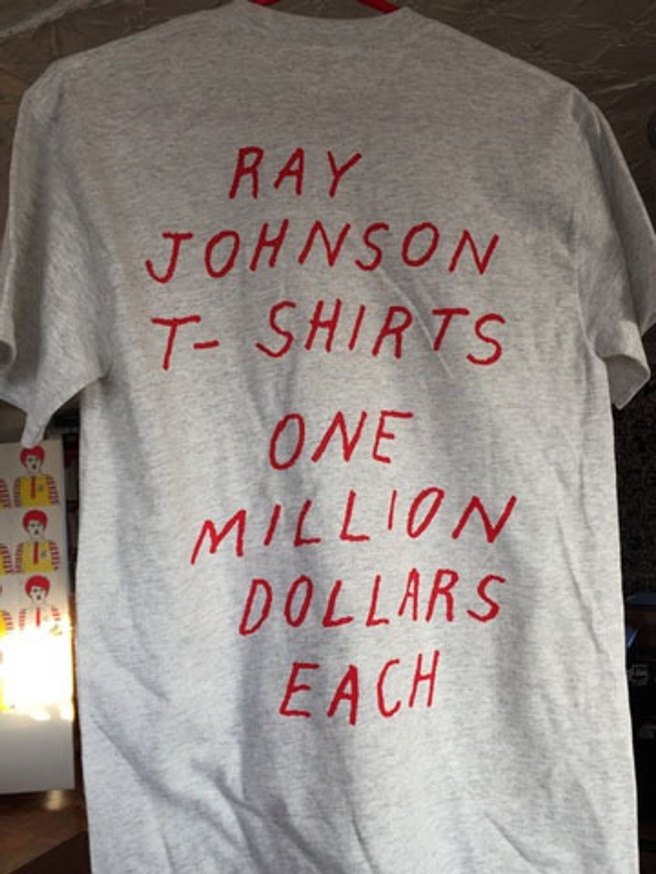 RAY
JOHNSON
T- SHIRTS
ONE
MILLION
DOLLARS
EACH